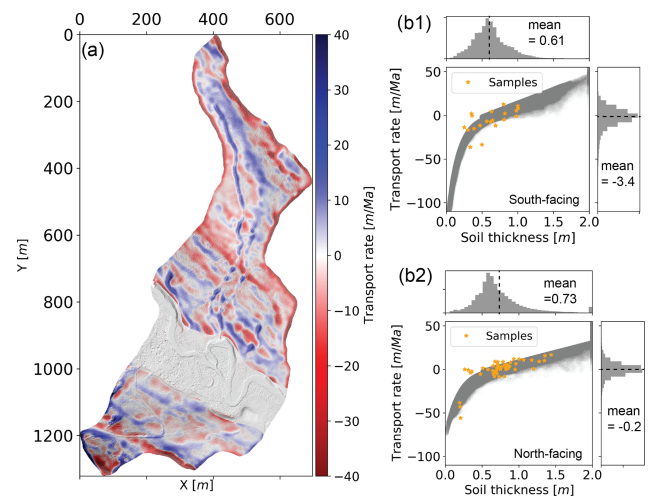 0 200 400 600
(a)
0
200
400
600
800
1000
1200
Y [m]
X [m]
40
30
20
10
0
−10
−20
−30
−40
Transport rate [m/Ma]
(b1)
mean
= 0.61
Samples
50
0
−50
−100
Transport rate [m/Ma]
South-facing
0.0 0.5 1.0 1.5 2.0
Soil thickness [m]
mean
= -3.4
(b2)
mean
=0.73
Samples
50
0
−50
−100
Transport rate [m/Ma]
North-facing
0.0 0.5 1.0 1.5 2.0
Soil thickness [m]
mean
= -0.2